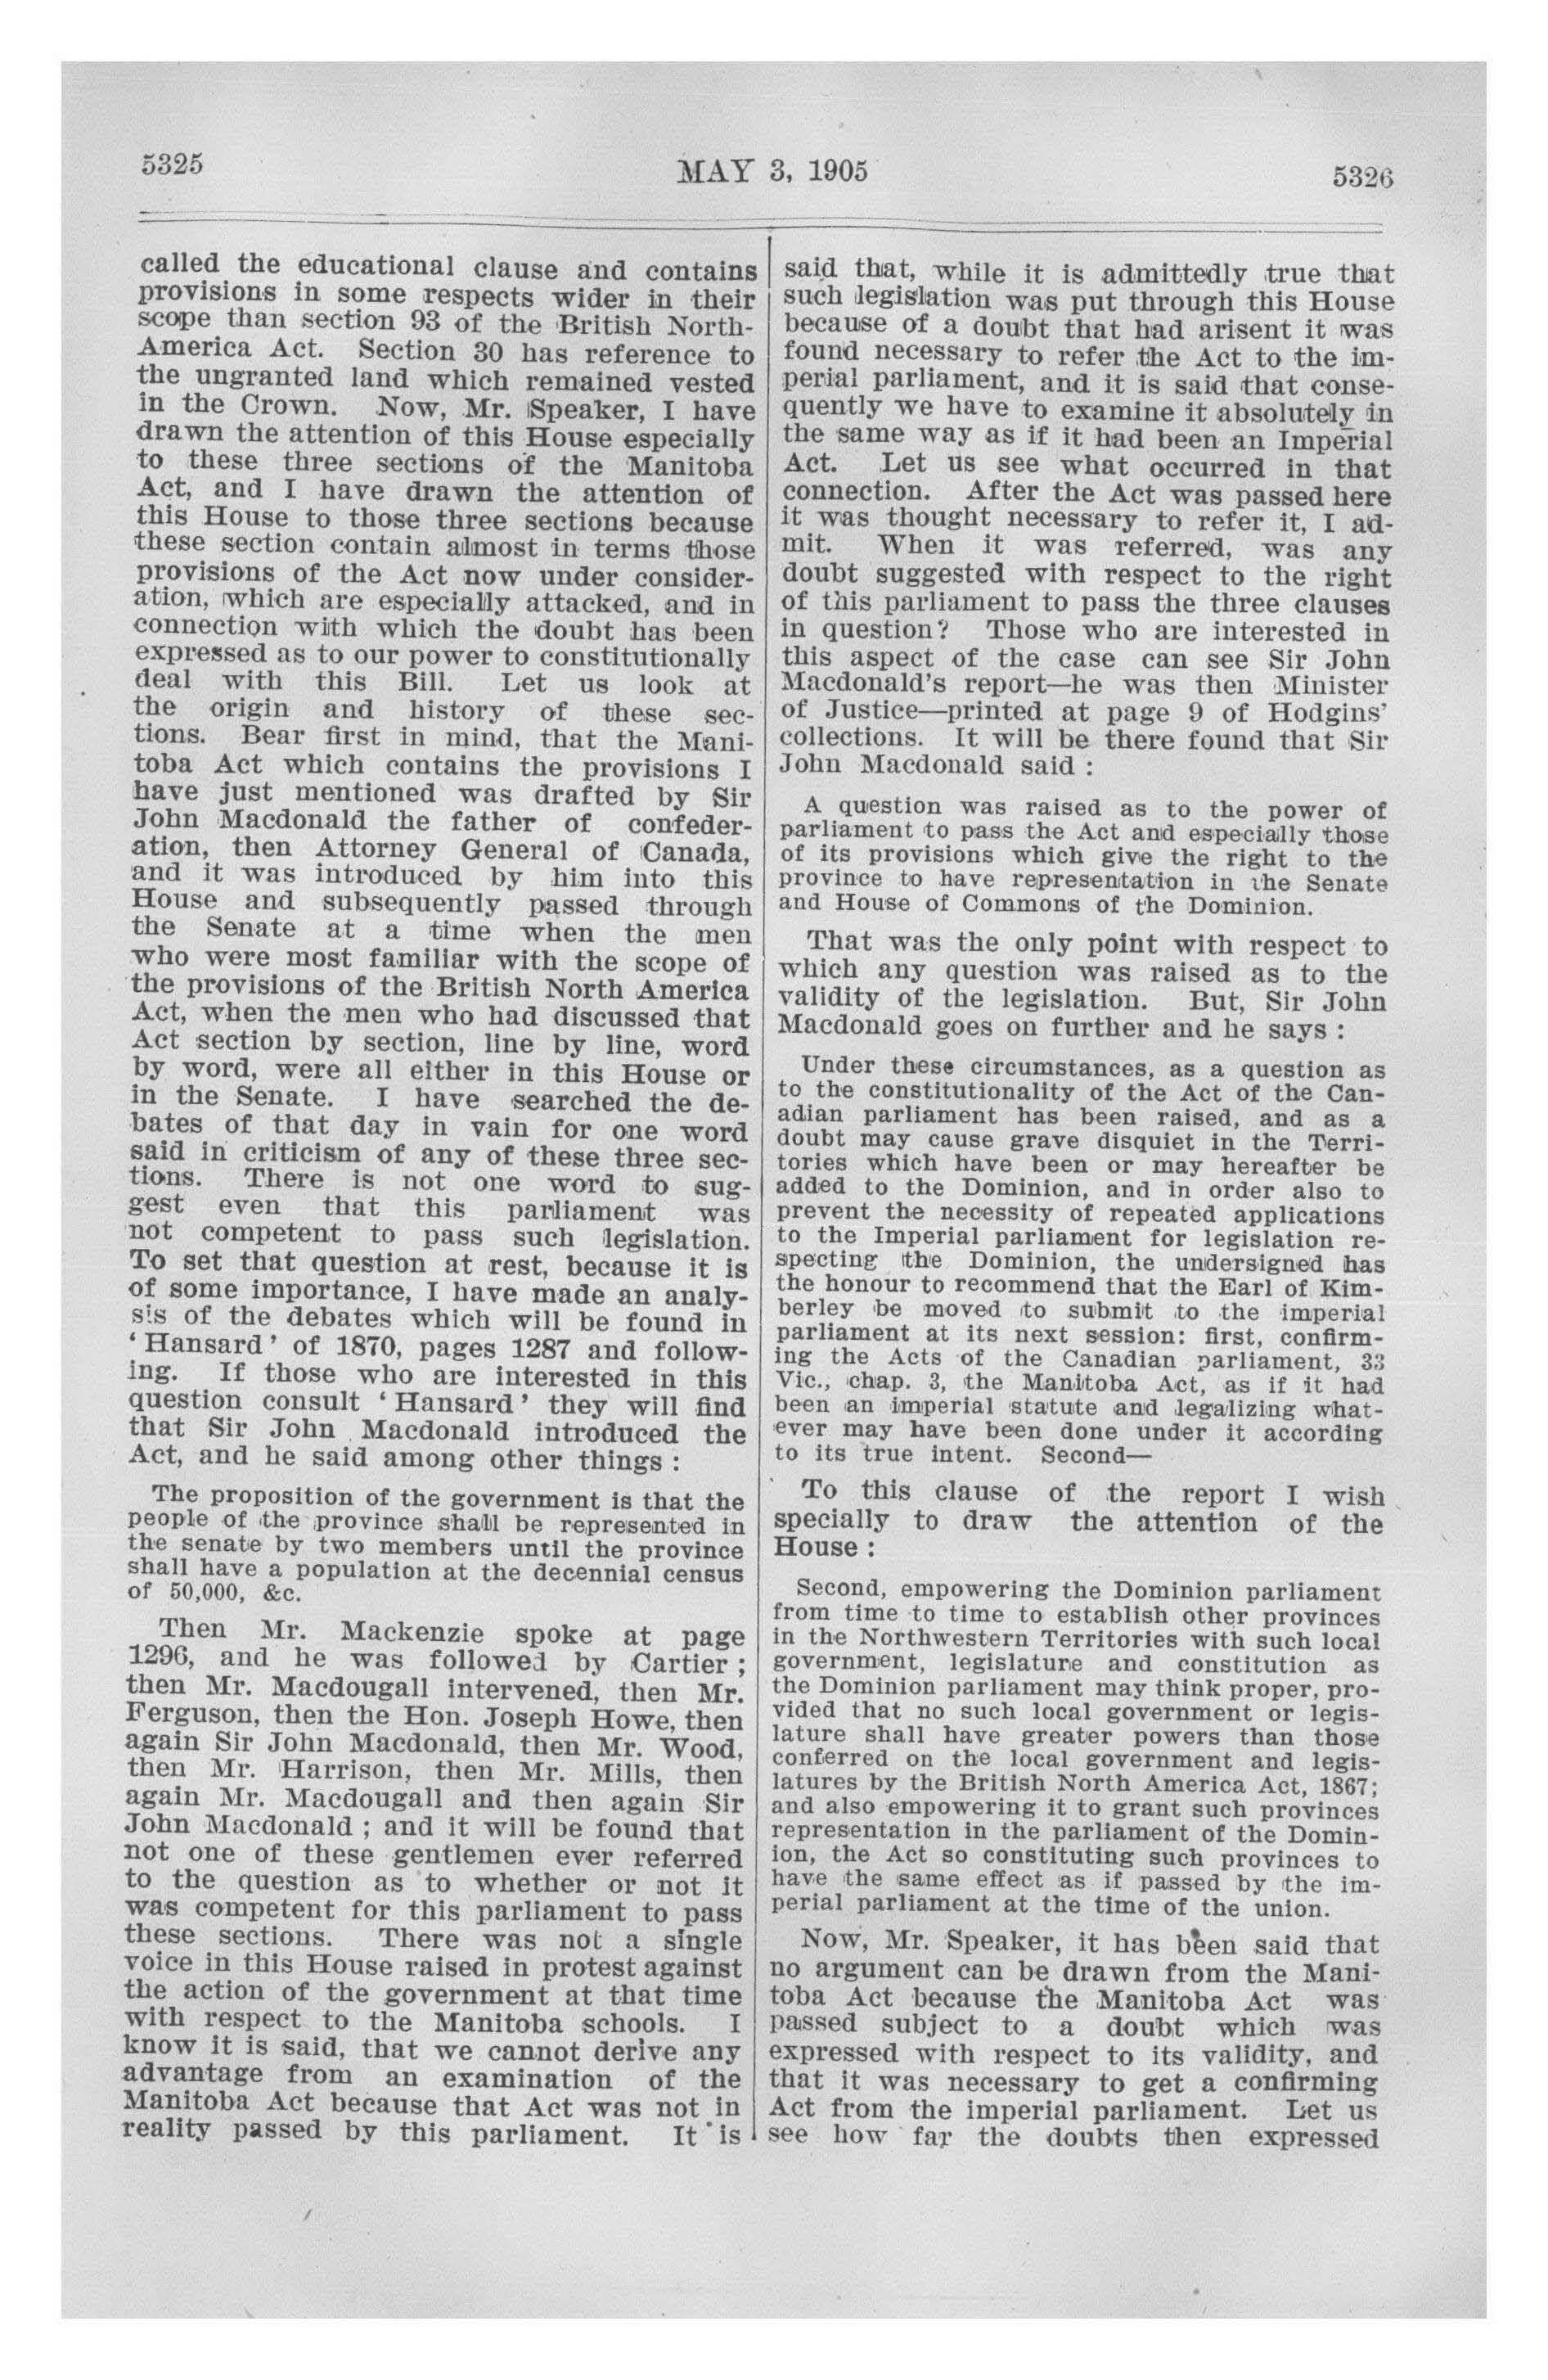 5325
MAY 3, 1905
5326
called the educational clause and contains
provisions in some respects wider in their
scope than section 93 of the British North-
America Act. Section 30 has reference to
the ungranted land which remained vested
in the Crown. Now, Mr. Speaker, I have
drawn the attention of this House especially
to these three sections of the Manitoba
Act, and I have drawn the attention of
this House to those three sections because
these section contain almost in terms those
provisions of the Act now under consider-
ation, which are especially attacked, and in
connection with which the doubt has been
expressed as to our power to constitutionally
deal with this Bill. Let us look at
the origin and history of these sec-
tions. Bear first in mind, that the Mani-
toba Act which contains the provisions I
have just mentioned was drafted by Sir
John Macdonald the father of confeder-
ation, then Attorney General of Canada,
and it was introduced by him into this
House and subsequently passed through
the Senate at a time when the men
who were most familiar with the scope of
the provisions of the British North America
Act, when the men who had discussed that
Act section by section, line by line, word
by word, were all either in this House or
in the Senate. I have searched the de-
bates of that day in vain for one word
said in criticism of any of these three sec-
tions. There is not one word to sug-
gest even that this parliament was
not competent to pass such legislation.
To set that question at rest, because it is
of some importance, I have made an analy-
sis of the debates which will be found in
‘ Hansard ’ of 1870, pages 1287 and follow-
ing. If those who are interested in this
question consult ‘ Hansard ’ they will find
that Sir John Macdonald introduced the
Act, and he said among other things :
The proposition of the government is that the
people of the province shall be represented in
the senate by two members until the province
shall have a population at the decennial census
of 50,000, &c.
Then Mr. Mackenzie spoke at page
1296, and he was followed by Cartier ;
then Mr. Macdougall intervened, then Mr.
Ferguson, then the Hon. Joseph Howe, then
again Sir John Macdonald, then Mr. Wood,
then Mr. Harrison, then Mr. Mills, then
again Mr. Macdougall and then again Sir
John Macdonald ; and it will be found that
not one of these gentlemen ever referred
to the question as to whether or not it
was competent for this parliament to pass
these sections. There was not a single
voice in this House raised in protest against
the action of the government at that time
with respect to the Manitoba schools. I
know it is said, that we cannot derive any
advantage from an examination of the
Manitoba Act because that Act was not in
reality passed by this parliament. It is
said that, while it is admittedly true that
such legislation was put through this House
because of a doubt that had arisent it was
found necessary to refer the Act to the im-
perial parliament, and it is said that conse-
quently we have to examine it absolutely in
the same way as if it had been an Imperial
Act. Let us see what occurred in that
connection. After the Act was passed here
it was thought necessary to refer it, I ad-
mit. When it was referred, was any
doubt suggested with respect to the right
of this parliament to pass the three clauses
in question? Those who are interested in
this aspect of the case can see Sir John
Macdonald's report—he was then Minister
of Justice—printed at page 9 of Hodgins'
collections. It will be there found that Sir
John Macdonald said :
A question was raised as to the power of
parliament to pass the Act and especially those
of its provisions which give the right to the
province to have representation in the Senate
and House of Commons of the Dominion.
That was the only point with respect to
which any question was raised as to the
validity of the legislation. But, Sir John
Macdonald goes on further and he says :
Under these circumstances, as a question as
to the constitutionality of the Act of the Can-
adian parliament has been raised, and as a
doubt may cause grave disquiet in the Terri-
tories which have been or may hereafter be
added to the Dominion, and in order also to
prevent the necessity of repeated applications
to the Imperial parliament for legislation re-
specting the Dominion, the undersigned has
the honour to recommend that the Earl of Kim-
berley be moved to submit to the imperial
parliament at its next session: first, confirm-
ing the Acts of the Canadian parliament, 33
Vic., chap. 3, the Manitoba Act, as if it had
been an imperial statute and legalizing what-
ever may have been done under it according
to its true intent. Second—
To this clause of the report I wish
specially to draw the attention of the
House :
Second, empowering the Dominion parliament
from time to time to establish other provinces
in the Northwestern Territories with such local
government, legislature and constitution as
the Dominion parliament may think proper, pro-
vided that no such local government or legis-
lature shall have greater powers than those
conferred on the local government and legis-
latures by the British North America Act, 1867;
and also empowering it to grant such provinces
representation in the parliament of the Domin-
ion, the Act so constituting such provinces to
have the same effect as if passed by the im-
perial parliament at the time of the union.
Now, Mr. Speaker, it has been said that
no argument can be drawn from the Mani-
toba Act because the Manitoba Act was
passed subject to a doubt which was
expressed with respect to its validity, and
that it was necessary to get a confirming
Act from the imperial parliament. Let us
see how far the doubts then expressed